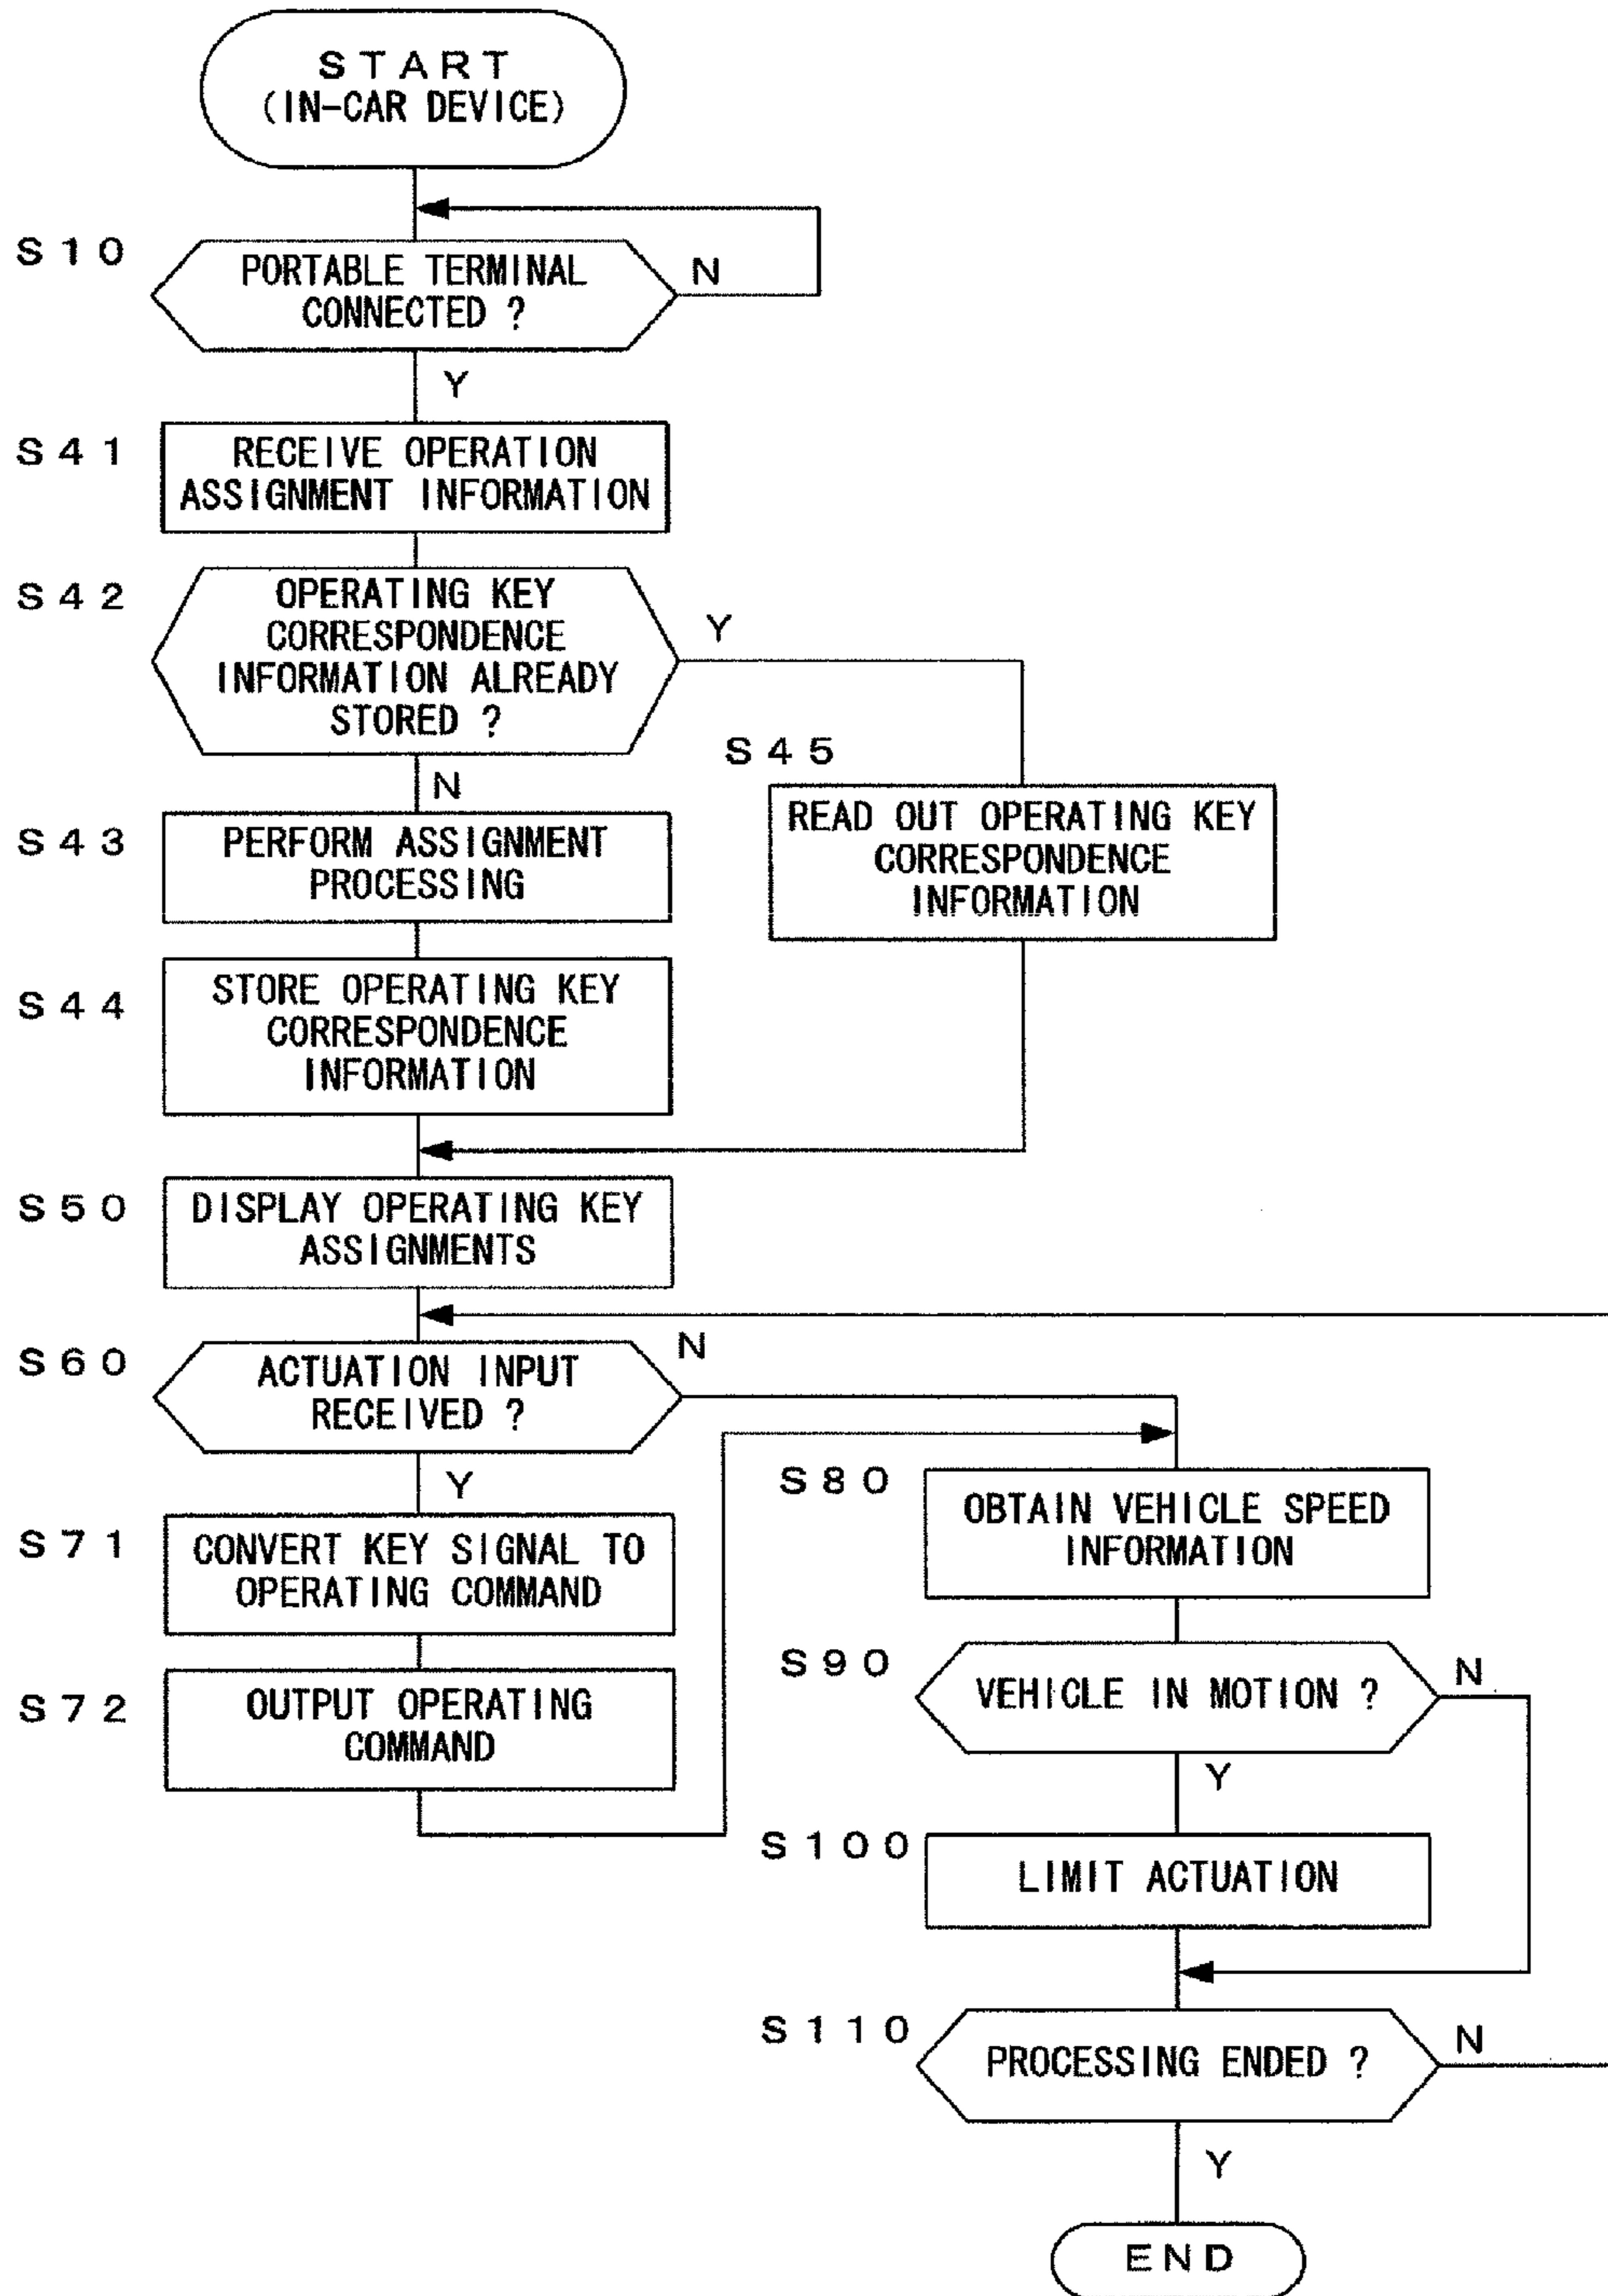 START
(IN-CAR DEVICE)
S10
PORTABLE TERMINAL
CONNECTED ?
N
Y
S41
RECEIVE OPERATION
ASSIGNMENT INFORMATION
S42
OPERATING KEY
CORRESPONDENCE
INFORMATION ALREADY
STORED ?
Y
N
S45
READ OUT OPERATING KEY
CORRESPONDENCE
INFORMATION
S43
PERFORM ASSIGNMENT
PROCESSING
S44
STORE OPERATING KEY
CORRESPONDENCE
INFORMATION
S50
DISPLAY OPERATING KEY
ASSIGNMENTS
S60
ACTUATION INPUT
RECEIVED ?
N
Y
S71
CONVERT KEY SIGNAL TO
OPERATING COMMAND
S72
OUTPUT OPERATING
COMMAND
S80
OBTAIN VEHICLE SPEED
INFORMATION
S90
VEHICLE IN MOTION ?
N
Y
S100
LIMIT ACTUATION
S110
PROCESSING ENDED ?
N
Y
END